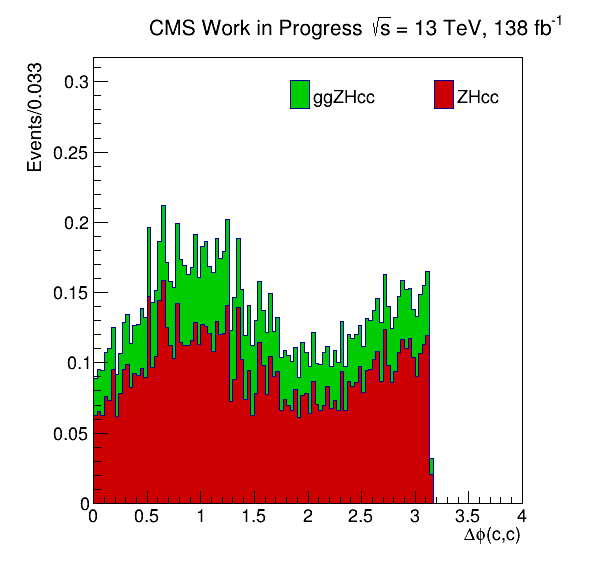 CMS Work in Progress √s = 13 TeV, 138 fb⁻¹
Events/0.033
0.3
0.25
0.2
0.15
0.1
0.05
0
ggZHcc ZHcc
0 0.5 1 1.5 2 2.5 3 3.5 4
Δϕ(c,c)